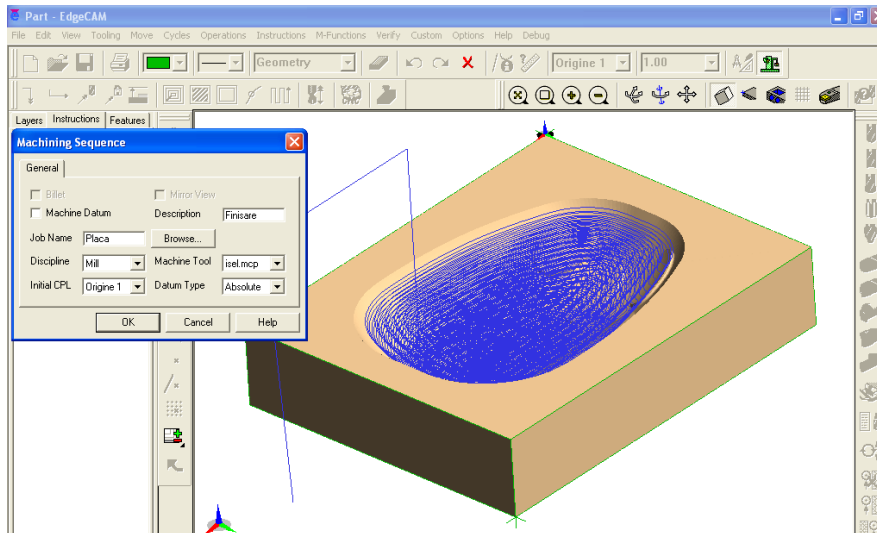 Part - EdgeCAM
File Edit View Tooling Move Cycles Operations Instructions M-Functions Verify Custom Options Help Debug
Geometry Origine 1 1.00
Layers Instructions Features
Machining Sequence
General
Billet Mirror View
Machine Datum Description Finisare
Job Name Placa Browse...
Discipline Mill Machine Tool isel.mcp
Initial CPL Origine 1 Datum Type Absolute
OK Cancel Help